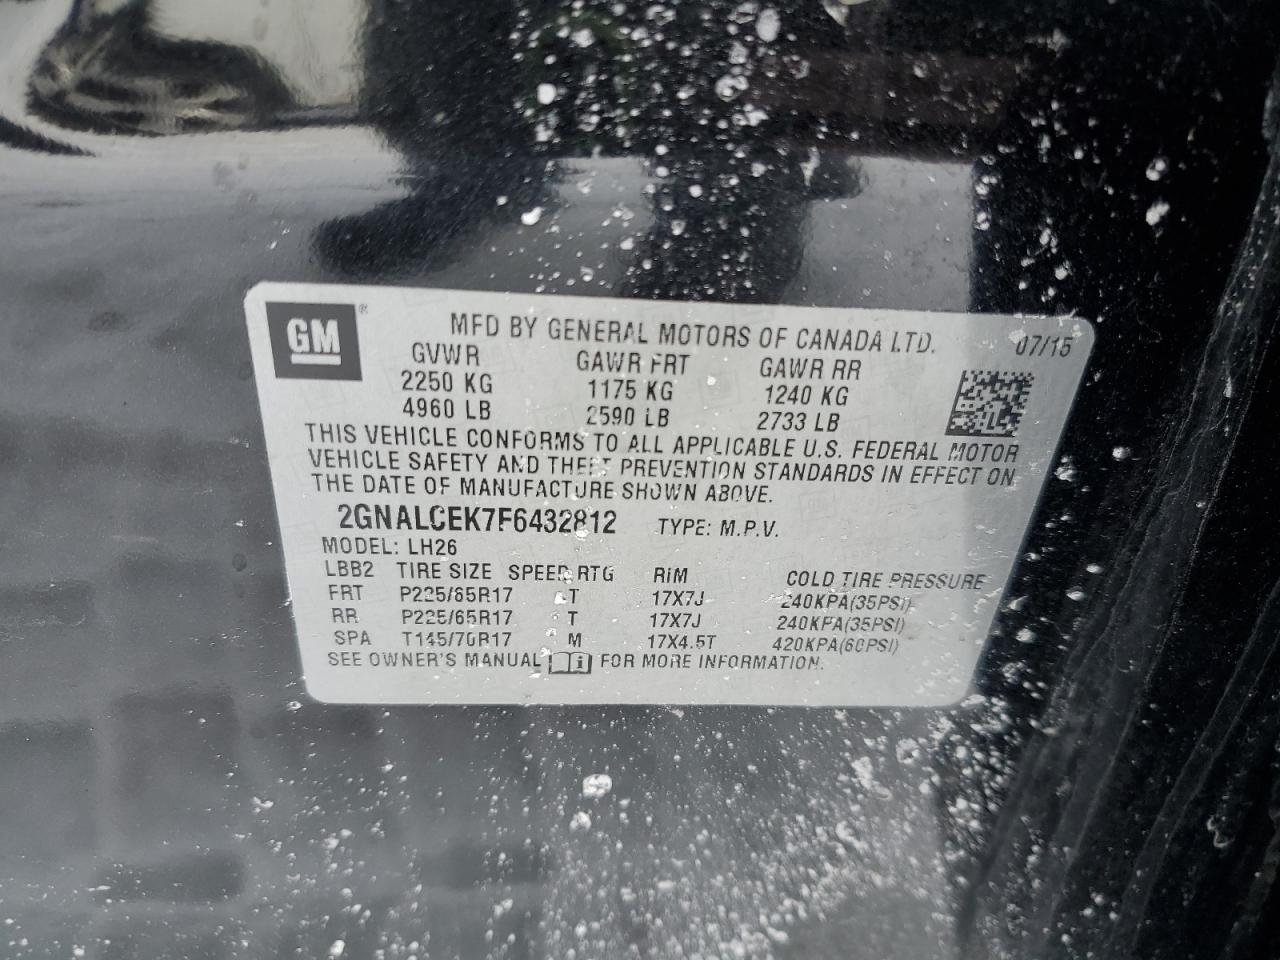 GM ®
MFD BY GENERAL MOTORS OF CANADA LTD. 07/15
GVWR GAWR FRT GAWR RR
2250 KG 1175 KG 1240 KG
4960 LB 2590 LB 2733 LB
THIS VEHICLE CONFORMS TO ALL APPLICABLE U.S. FEDERAL MOTOR
VEHICLE SAFETY AND THEFT PREVENTION STANDARDS IN EFFECT ON
THE DATE OF MANUFACTURE SHOWN ABOVE.
2GNALCEK7F6432812 TYPE: M.P.V.
MODEL: LH26
LBB2 TIRE SIZE SPEED RTG RIM COLD TIRE PRESSURE
FRT P225/65R17 T 17X7J 240KPA(35PSI)
RR P225/65R17 T 17X7J 240KPA(35PSI)
SPA T145/70R17 M 17X4.5T 420KPA(60PSI)
SEE OWNER'S MANUAL i FOR MORE INFORMATION.